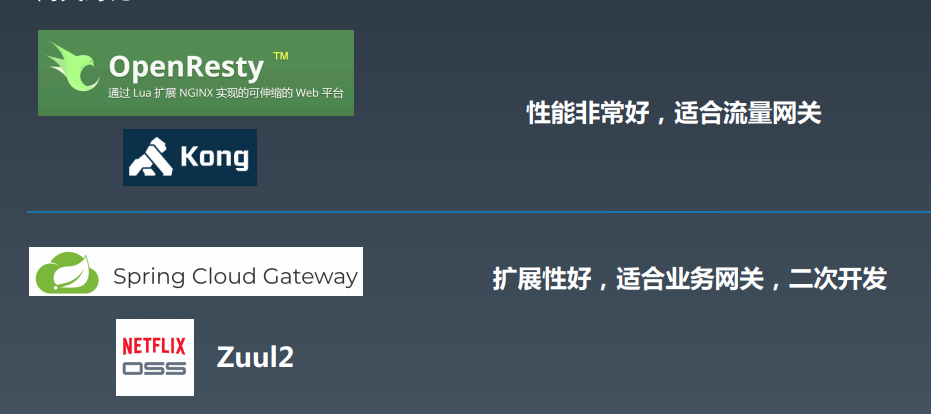 OpenResty ™
通过 Lua 扩展 NGINX 实现的可伸缩的 Web 平台
性能非常好，适合流量网关
Kong
Spring Cloud Gateway
扩展性好，适合业务网关，二次开发
NETFLIX
OSS
Zuul2